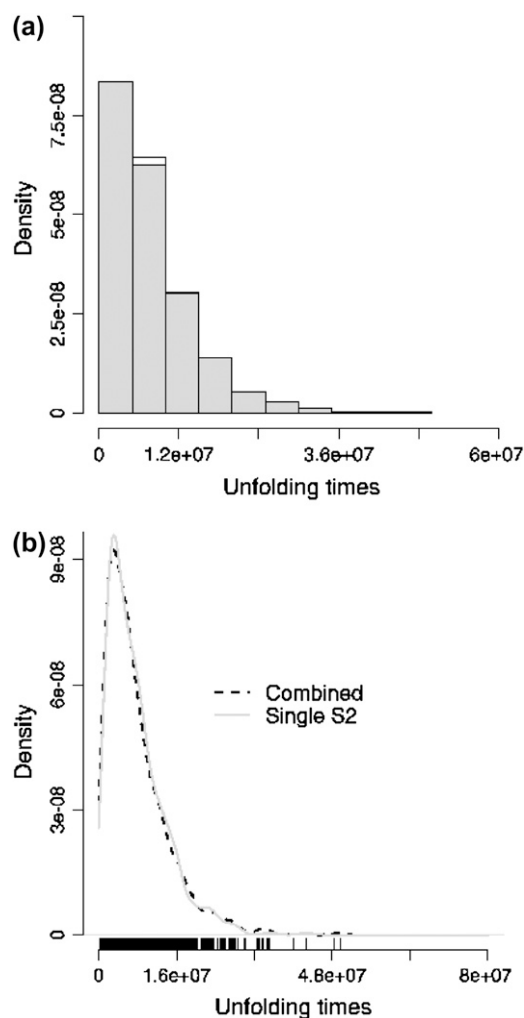 (a)
Density
7.5e-08
5e-08
2.5e-08
0
0 1.2e+07 3.6e+07 6e+07
Unfolding times
(b)
Density
9e-08
6e-08
3e-08
0
Combined
Single S2
0 1.6e+07 4.8e+07 8e+07
Unfolding times